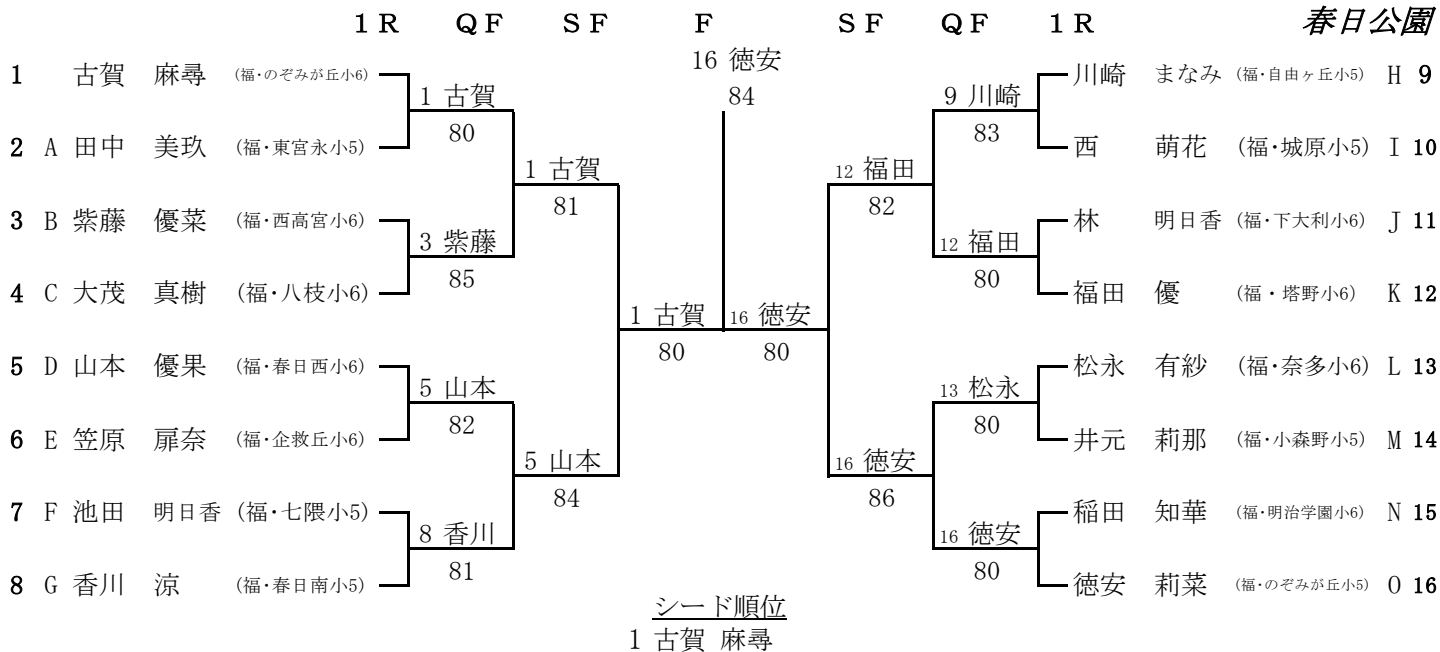 1R QF SF F SF QF 1R 春日公園
16 徳安
1 古賀 麻尋 (福・のぞみが丘小6) 川崎 まなみ (福・自由ヶ丘小5) H 9
1 古賀 84 9 川崎
80 83
2 A 田中 美玖 (福・東宮永小5) 西 萌花 (福・城原小5) I 10
1 古賀 12 福田
81 82
3 B 紫藤 優菜 (福・西高宮小6) 林 明日香 (福・下大利小6) J 11
3 紫藤 12 福田
85 80
4 C 大茂 真樹 (福・八枝小6) 福田 優 (福・塔野小6) K 12
1 古賀 16 徳安
80 80
5 D 山本 優果 (福・春日西小6) 松永 有紗 (福・奈多小6) L 13
5 山本 13 松永
82 80
6 E 笠原 扉奈 (福・企救丘小6) 井元 莉那 (福・小森野小5) M 14
5 山本 16 徳安
84 86
7 F 池田 明日香 (福・七隈小5) 稲田 知華 (福・明治学園小6) N 15
8 香川 16 徳安
81 80
8 G 香川 涼 (福・春日南小5) 徳安 莉菜 (福・のぞみが丘小5) O 16
シード順位
1 古賀 麻尋